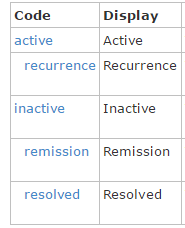 Code Display
active Active
recurrence Recurrence
inactive Inactive
remission Remission
resolved Resolved